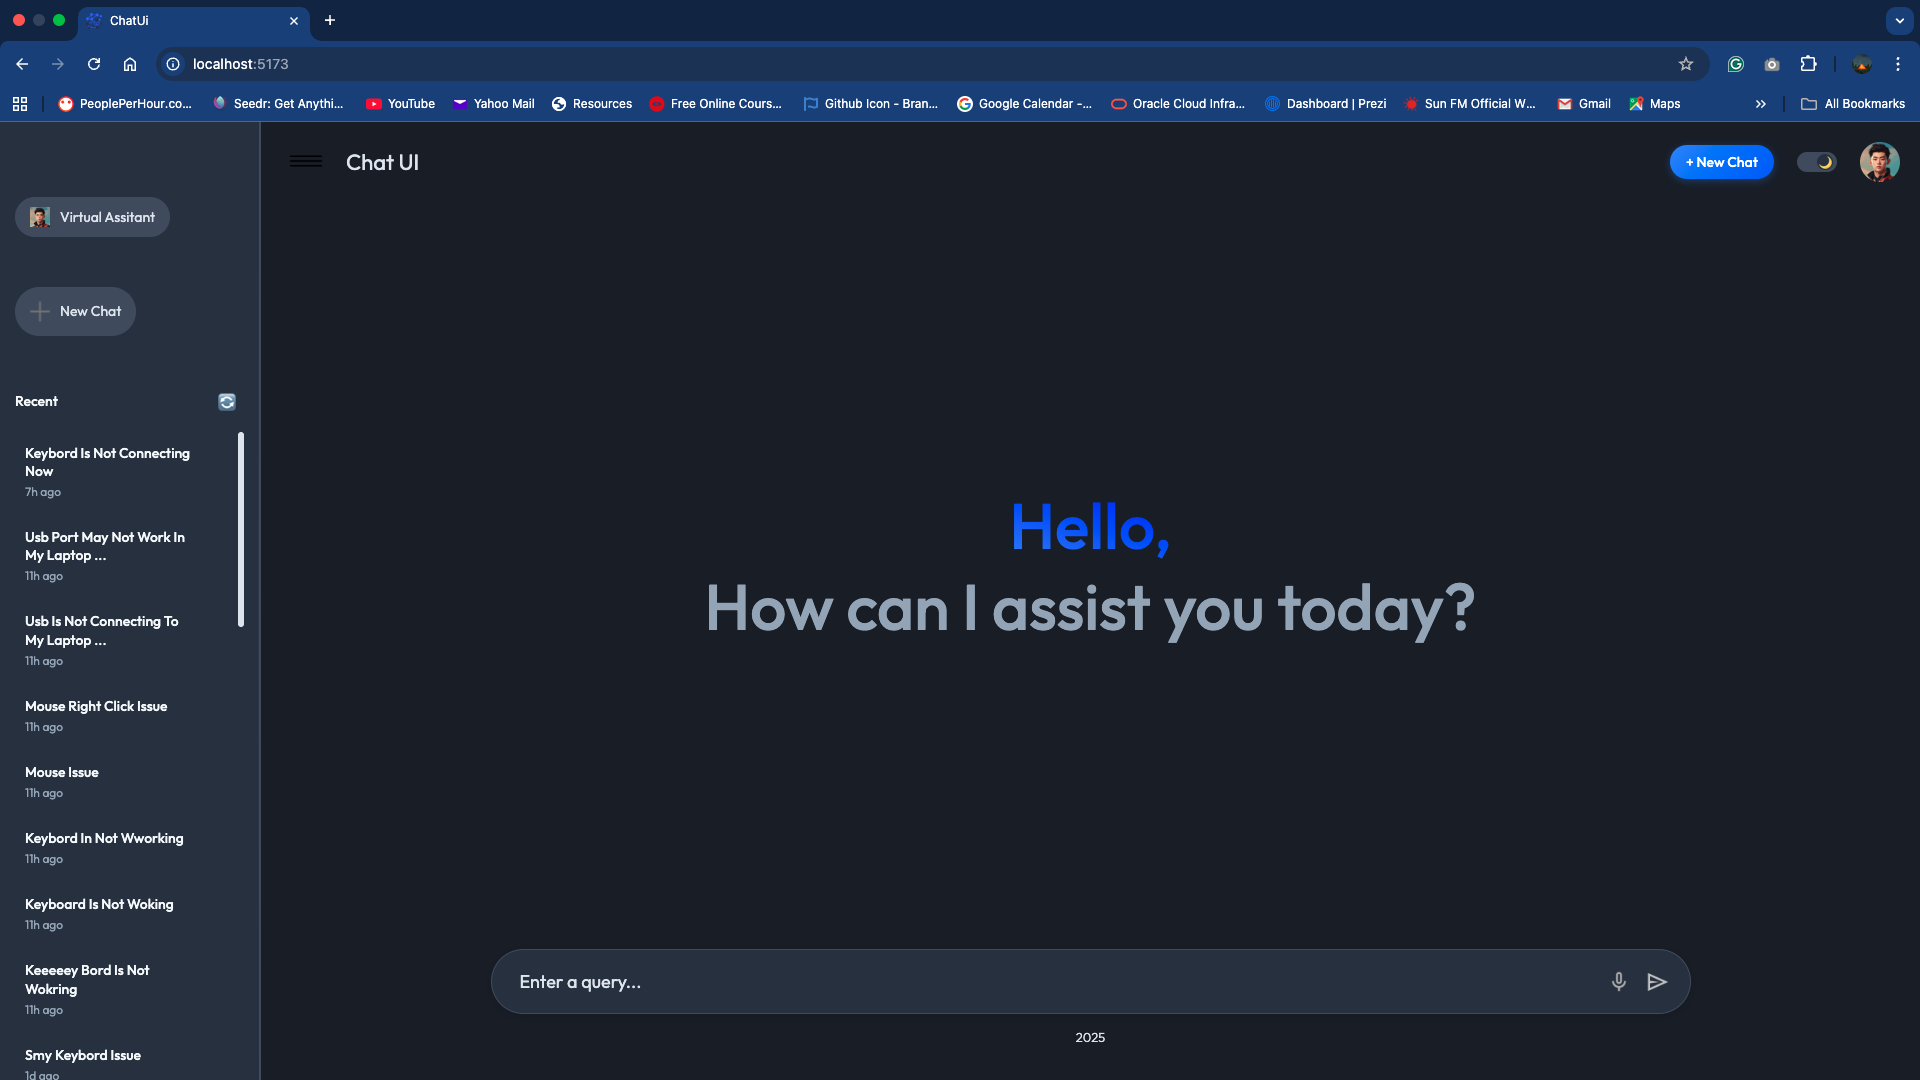 ChatUi
localhost:5173
PeoplePerHour.co...
Seedr: Get Anythi...
YouTube
Yahoo Mail
Resources
Free Online Cours...
Github Icon - Bran...
Google Calendar -...
Oracle Cloud Infra...
Dashboard | Prezi
Sun FM Official W...
Gmail
Maps
All Bookmarks
Chat UI
+ New Chat
Virtual Assitant
New Chat
Recent
Keybord Is Not Connecting
Now
7h ago
Usb Port May Not Work In
My Laptop ...
11h ago
Usb Is Not Connecting To
My Laptop ...
11h ago
Mouse Right Click Issue
11h ago
Mouse Issue
11h ago
Keybord In Not Wworking
11h ago
Keyboard Is Not Woking
11h ago
Keeeeey Bord Is Not
Wokring
11h ago
Smy Keybord Issue
1d ago
Hello,
How can I assist you today?
Enter a query...
2025